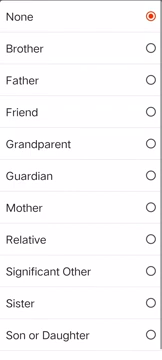 None
Brother
Father
Friend
Grandparent
Guardian
Mother
Relative
Significant Other
Sister
Son or Daughter